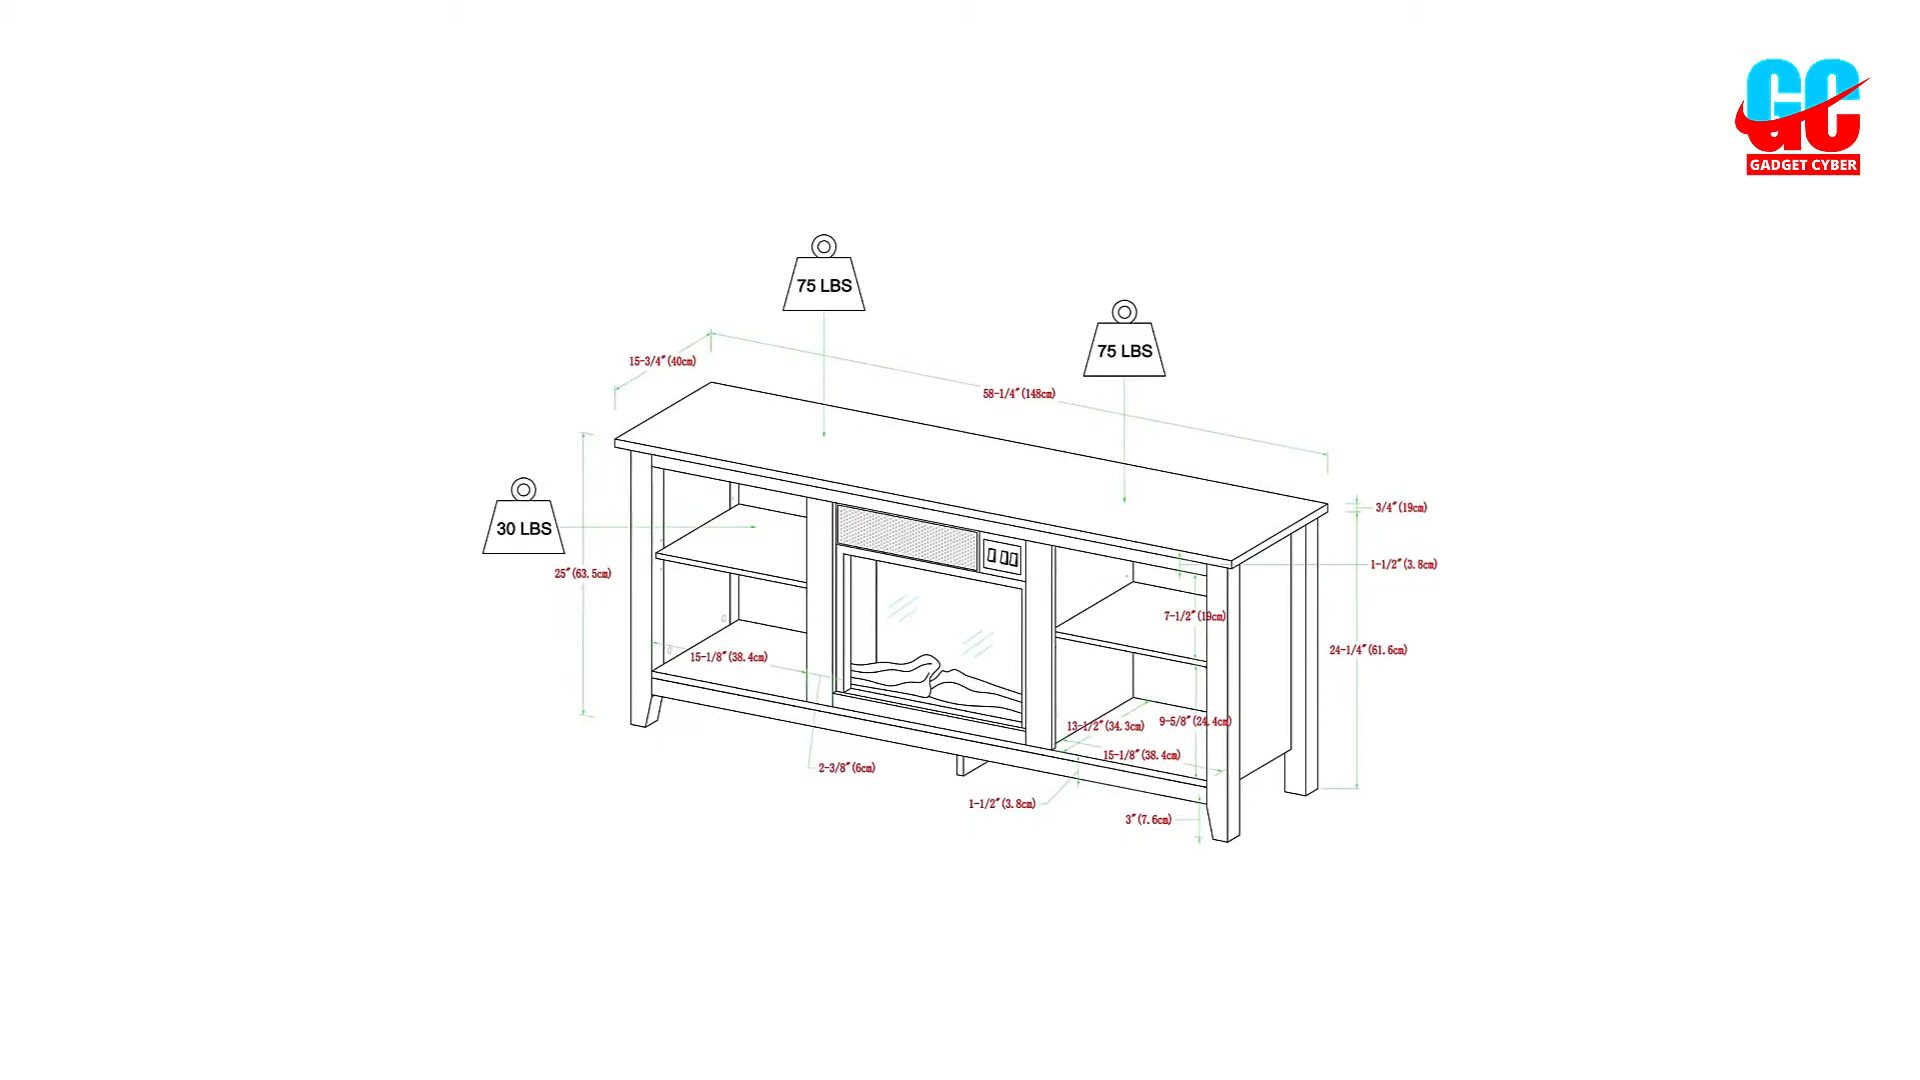 GC
GADGET CYBER
75 LBS
75 LBS
15-3/4"(40cm)
58-1/4"(148cm)
30 LBS
3/4"(19cm)
1-1/2"(3.8cm)
25"(63.5cm)
7-1/2"(19cm)
24-1/4"(61.6cm)
15-1/8"(38.4cm)
13-1/2"(34.3cm)
9-5/8"(24.4cm)
15-1/8"(38.4cm)
2-3/8"(6cm)
1-1/2"(3.8cm)
3"(7.6cm)